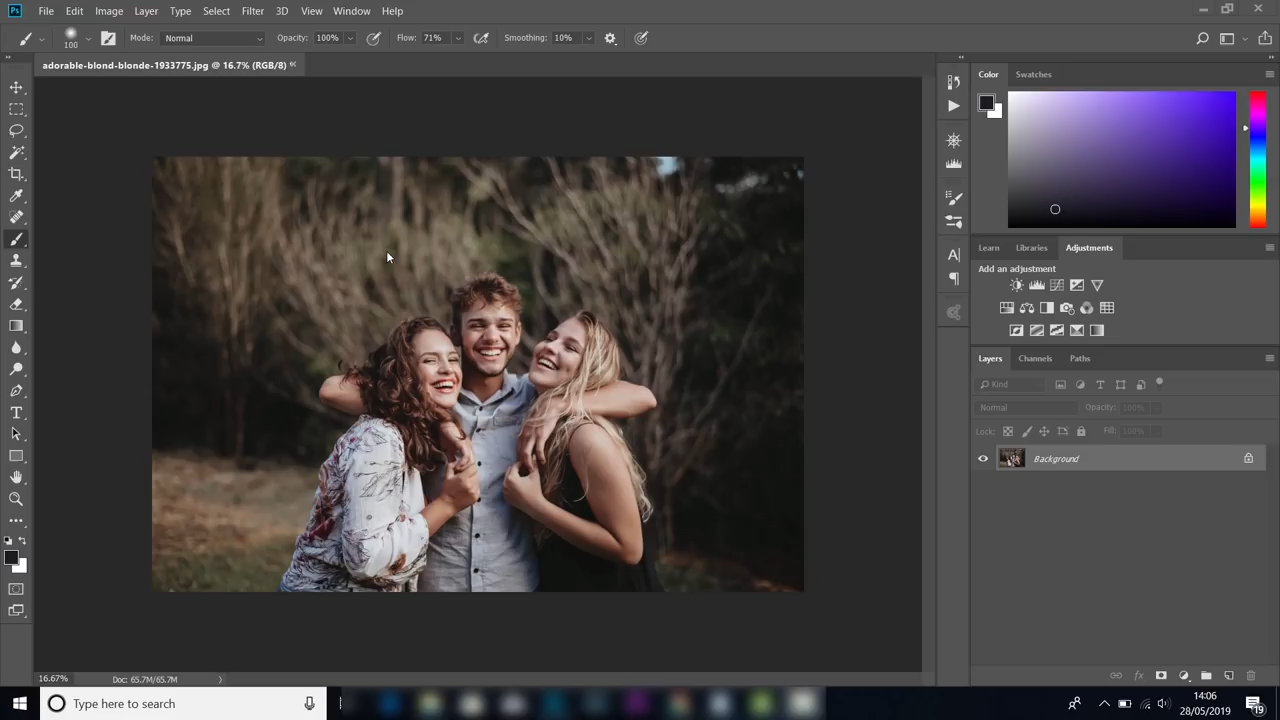 Ps File Edit Image Layer Type Select Filter 3D View Window Help
100 Mode: Normal Opacity: 100% Flow: 71% Smoothing: 10%
adorable-blond-blonde-1933775.jpg @ 16.7% (RGB/8) *
Color Swatches
Learn Libraries Adjustments
Add an adjustment
Layers Channels Paths
Kind
Normal Opacity: 100%
Lock: Fill: 100%
Background
16.67% Doc: 65.7M/65.7M
Type here to search
14:06
28/05/2019
19